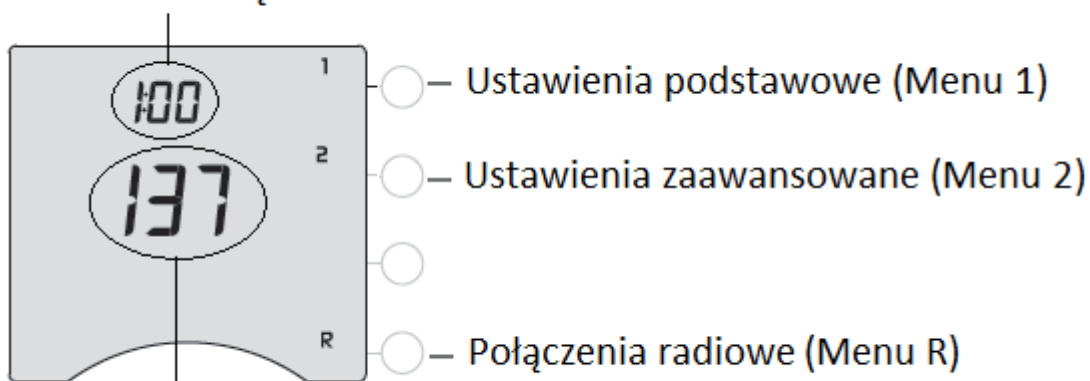 1
Ustawienia podstawowe (Menu 1)
1:00
2
Ustawienia zaawansowane (Menu 2)
137
R
Połączenia radiowe (Menu R)